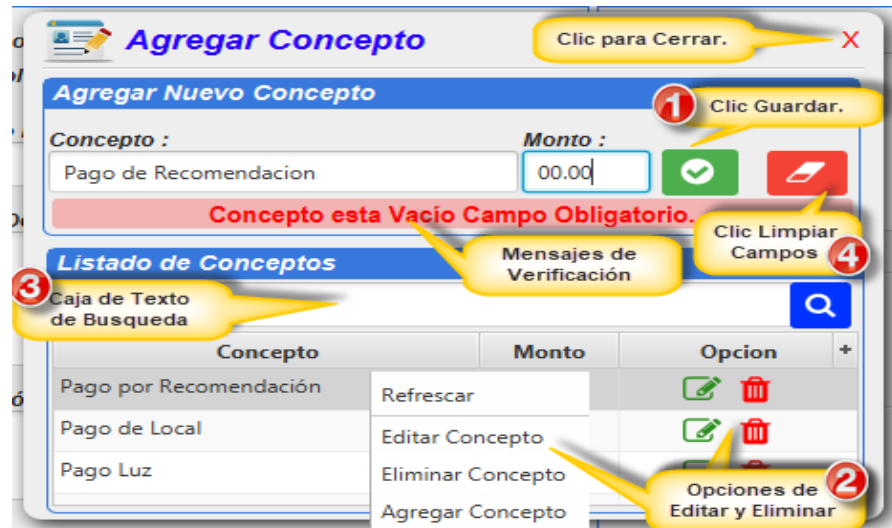 Agregar Concepto
Clic para Cerrar.
X
Agregar Nuevo Concepto
1
Clic Guardar.
Concepto :
Monto :
Pago de Recomendacion
00.00
Concepto esta Vacío Campo Obligatorio.
Clic Limpiar
Campos
4
Listado de Conceptos
Mensajes de
Verificación
3
Caja de Texto
de Busqueda
Concepto
Monto
Opcion
+
Pago por Recomendación
Refrescar
Pago de Local
Editar Concepto
Pago Luz
Eliminar Concepto
2
Opciones de
Editar y Eliminar
Agregar Concepto